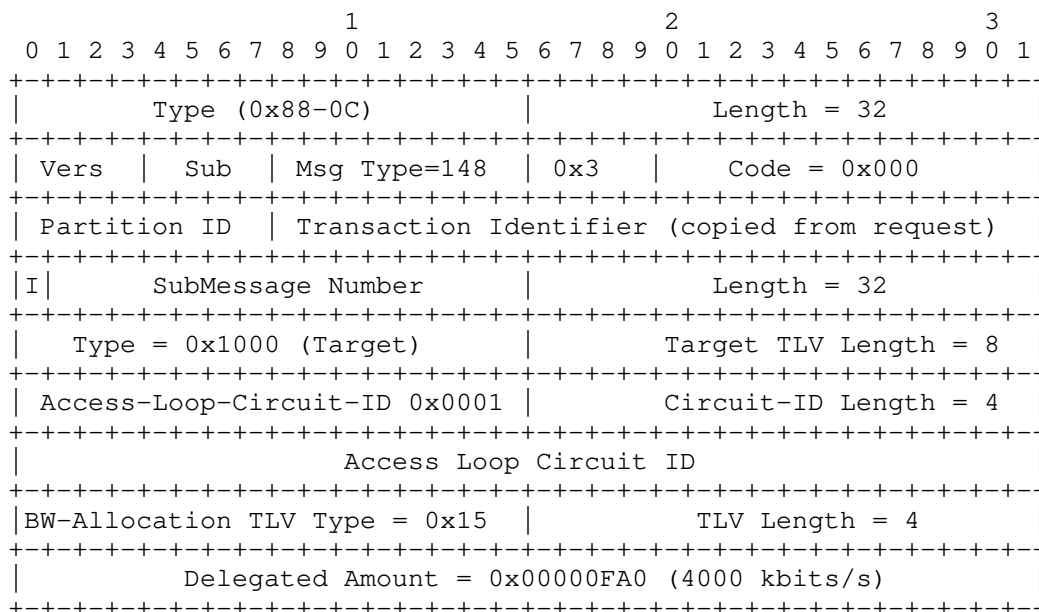 1 2 3
0 1 2 3 4 5 6 7 8 9 0 1 2 3 4 5 6 7 8 9 0 1 2 3 4 5 6 7 8 9 0 1
+-+-+-+-+-+-+-+-+-+-+-+-+-+-+-+-+-+-+-+-+-+-+-+-+-+-+-+-+-+-+-+--
| Type (0x88-0C) | Length = 32
+-+-+-+-+-+-+-+-+-+-+-+-+-+-+-+-+-+-+-+-+-+-+-+-+-+-+-+-+-+-+-+--
| Vers | Sub | Msg Type=148 | 0x3 | Code = 0x000
+-+-+-+-+-+-+-+-+-+-+-+-+-+-+-+-+-+-+-+-+-+-+-+-+-+-+-+-+-+-+-+--
| Partition ID | Transaction Identifier (copied from request)
+-+-+-+-+-+-+-+-+-+-+-+-+-+-+-+-+-+-+-+-+-+-+-+-+-+-+-+-+-+-+-+--
|I| SubMessage Number | Length = 32
+-+-+-+-+-+-+-+-+-+-+-+-+-+-+-+-+-+-+-+-+-+-+-+-+-+-+-+-+-+-+-+--
| Type = 0x1000 (Target) | Target TLV Length = 8
+-+-+-+-+-+-+-+-+-+-+-+-+-+-+-+-+-+-+-+-+-+-+-+-+-+-+-+-+-+-+-+--
| Access-Loop-Circuit-ID 0x0001 | Circuit-ID Length = 4
+-+-+-+-+-+-+-+-+-+-+-+-+-+-+-+-+-+-+-+-+-+-+-+-+-+-+-+-+-+-+-+--
| Access Loop Circuit ID
+-+-+-+-+-+-+-+-+-+-+-+-+-+-+-+-+-+-+-+-+-+-+-+-+-+-+-+-+-+-+-+--
|BW-Allocation TLV Type = 0x15 | TLV Length = 4
+-+-+-+-+-+-+-+-+-+-+-+-+-+-+-+-+-+-+-+-+-+-+-+-+-+-+-+-+-+-+-+--
| Delegated Amount = 0x00000FA0 (4000 kbits/s)
+-+-+-+-+-+-+-+-+-+-+-+-+-+-+-+-+-+-+-+-+-+-+-+-+-+-+-+-+-+-+-+--